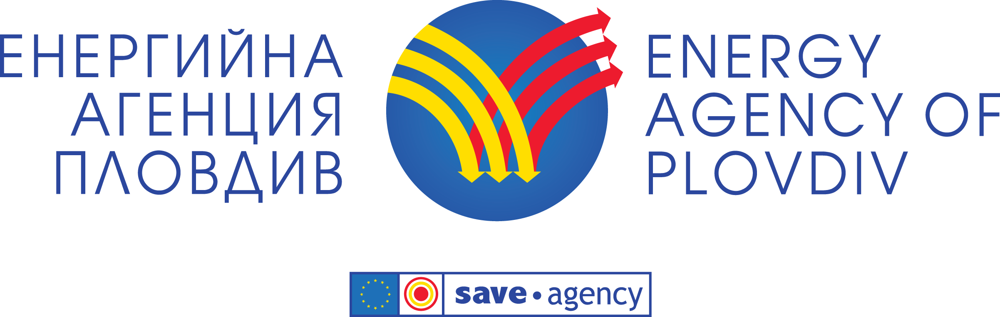 ЕНЕРГИЙНА
АГЕНЦИЯ
ПЛОВДИВ
ENERGY
AGENCY OF
PLOVDIV
save • agency